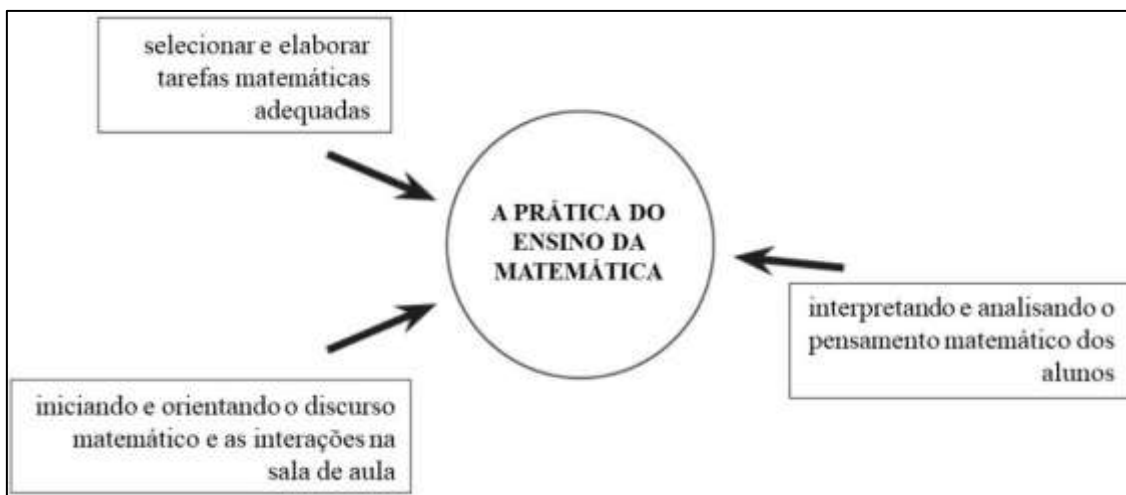 selecionar e elaborar
tarefas matemáticas
adequadas
A PRÁTICA DO
ENSINO DA
MATEMÁTICA
interpretando e analisando o
pensamento matemático dos
alunos
iniciando e orientando o discurso
matemático e as interações na
sala de aula